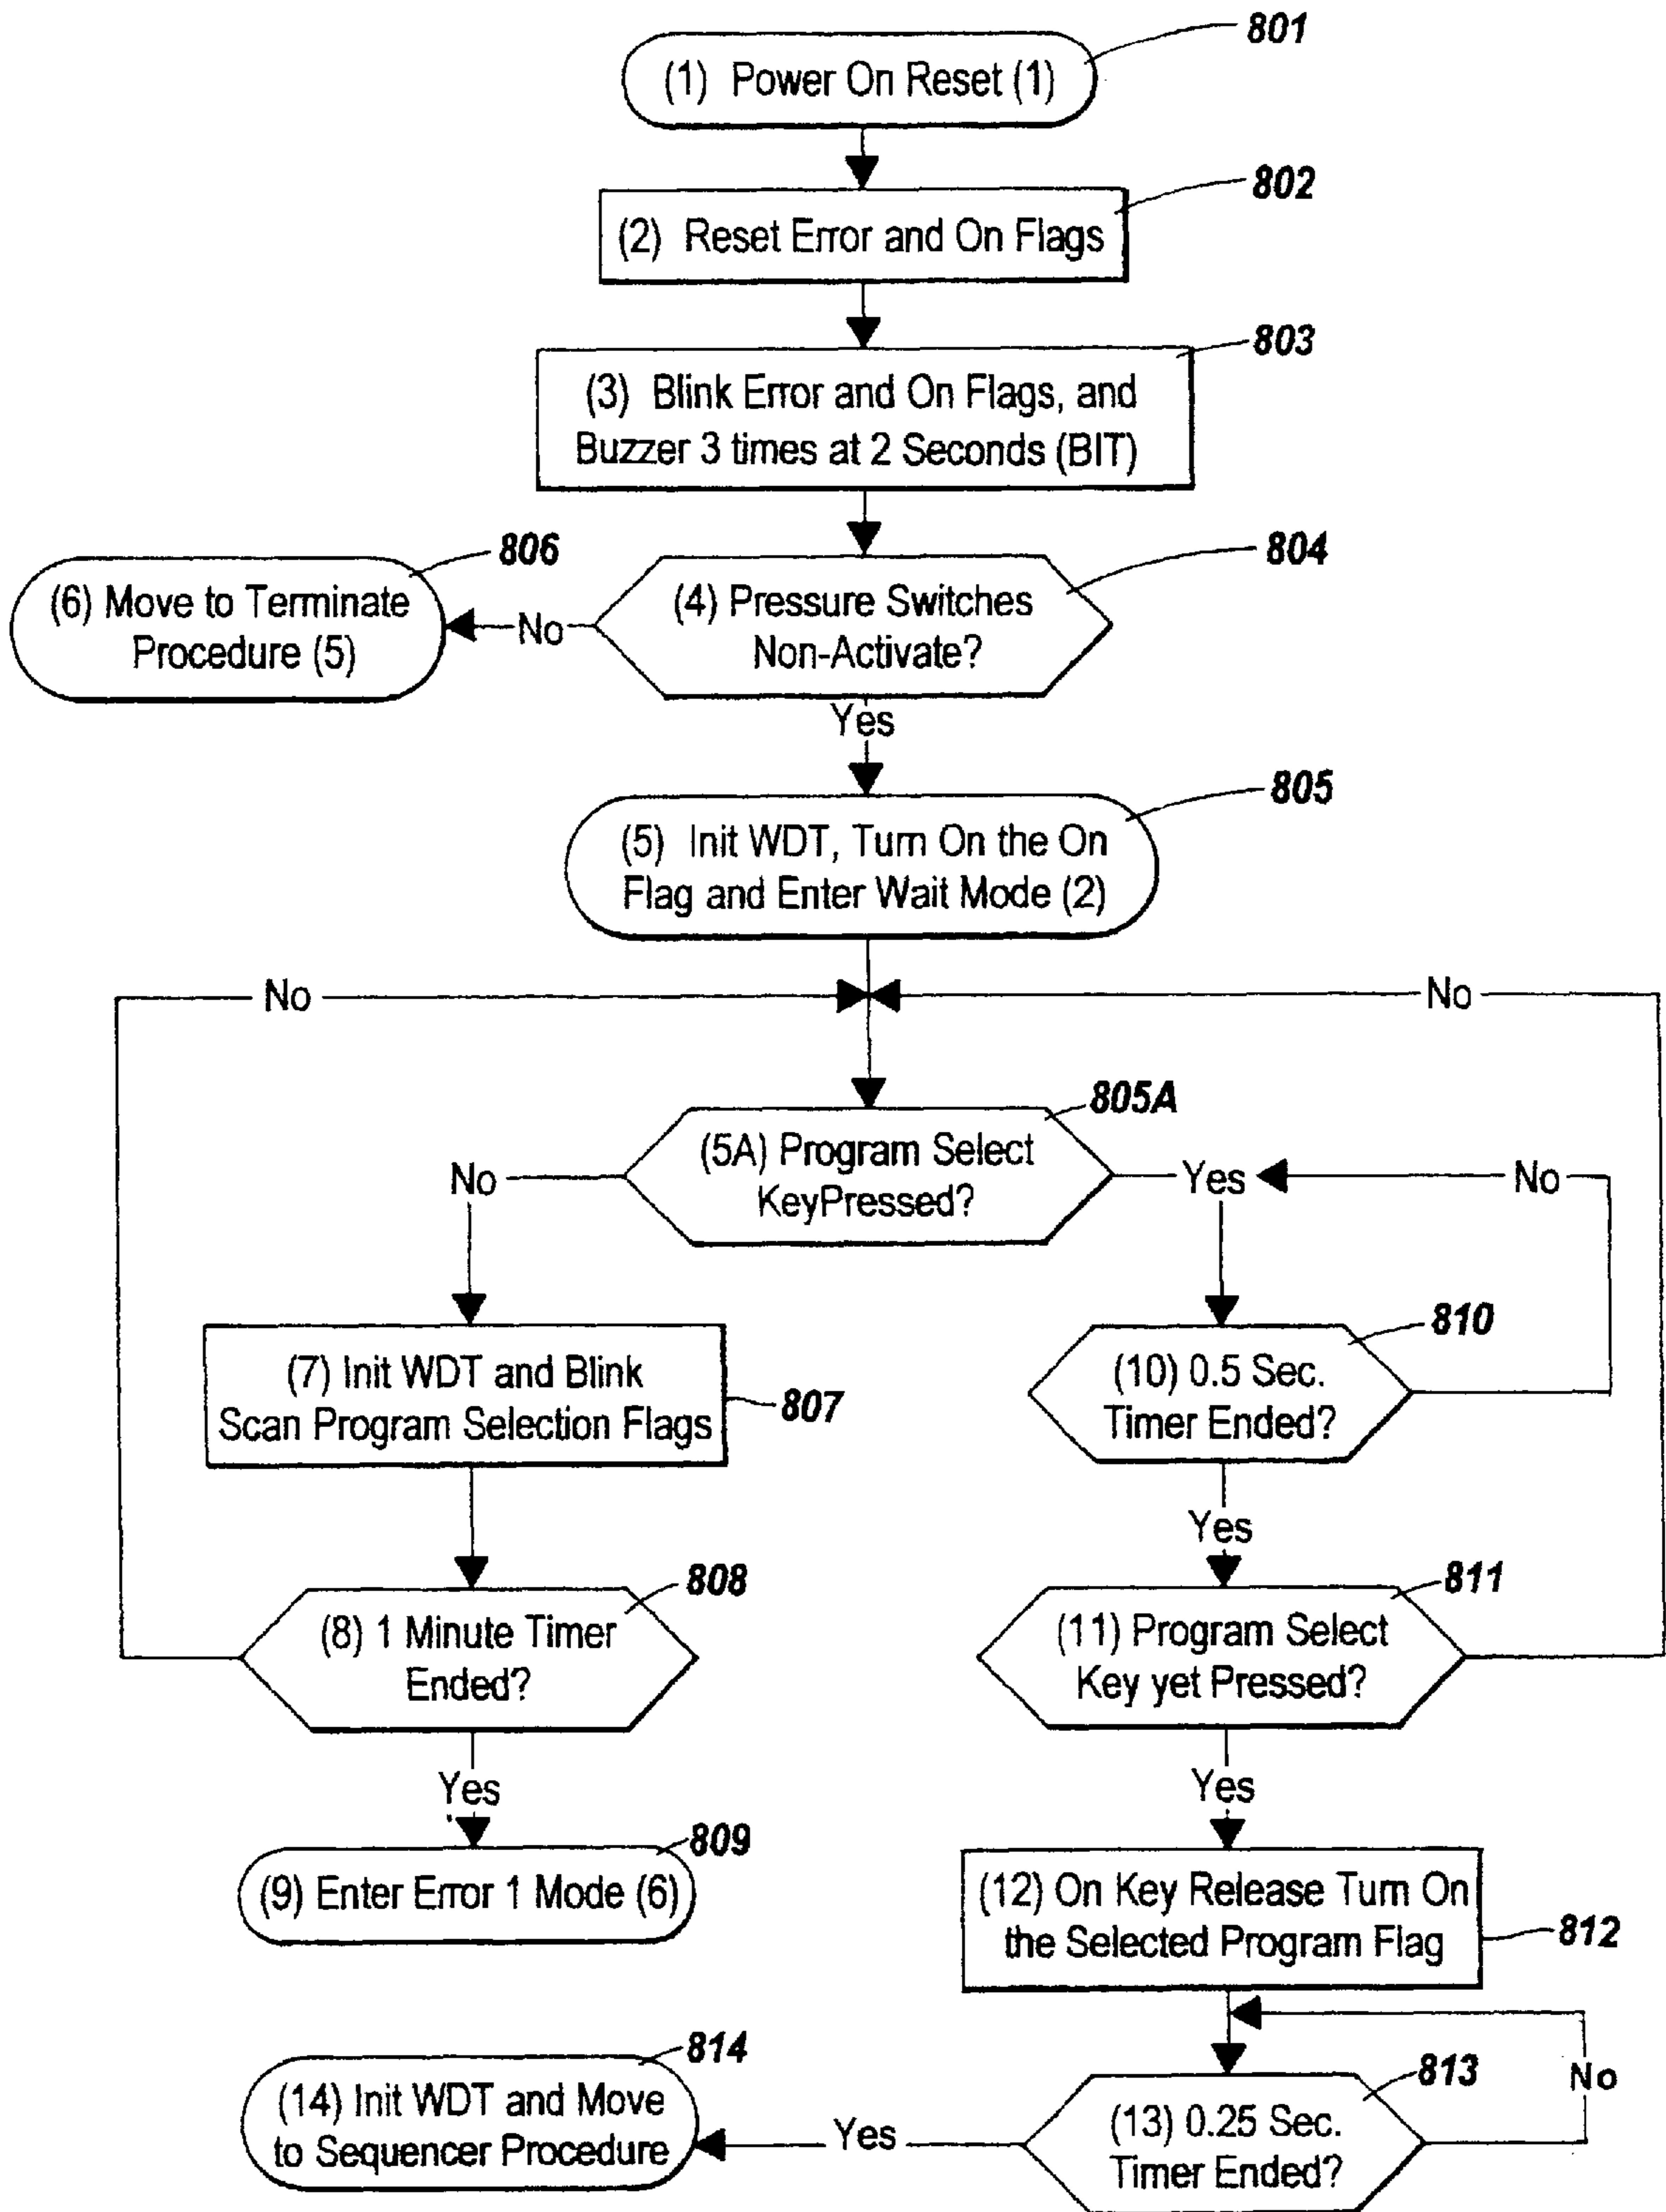 801
(1) Power On Reset (1)
802
(2) Reset Error and On Flags
803
(3) Blink Error and On Flags, and
Buzzer 3 times at 2 Seconds (BIT)
806
804
(6) Move to Terminate
Procedure (5)
No
(4) Pressure Switches
Non-Activate?
Yes
805
(5) Init WDT, Turn On the On
Flag and Enter Wait Mode (2)
No
No
805A
(5A) Program Select
KeyPressed?
No
Yes
No
810
(7) Init WDT and Blink
Scan Program Selection Flags
807
(10) 0.5 Sec.
Timer Ended?
Yes
808
811
(8) 1 Minute Timer
Ended?
(11) Program Select
Key yet Pressed?
Yes
Yes
809
(9) Enter Error 1 Mode (6)
(12) On Key Release Turn On
the Selected Program Flag
812
814
813
No
(14) Init WDT and Move
to Sequencer Procedure
Yes
(13) 0.25 Sec.
Timer Ended?